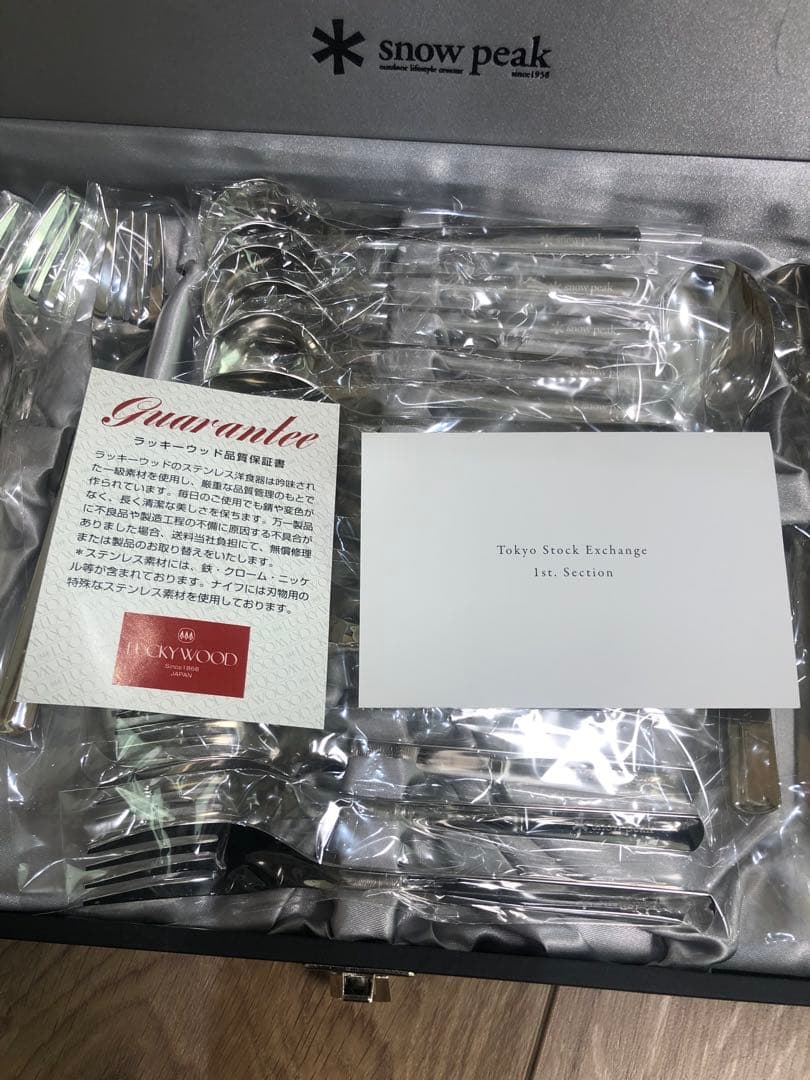 snow peak
outdoor lifestyle creator
since1958
snow peak
snow peak
snow peak
Guarantee
ラッキーウッド品質保証書
ラッキーウッドのステンレス洋食器は吟味され
た一級素材を使用し、厳重な品質管理のもとで
作られています。毎日のご使用でも錆や変色が
なく、長く清潔な美しさを保ちます。万一製品
に不良品や製造工程の不備に原因する不具合が
ありました場合、送料当社負担にて、無償修理
または製品のお取り替えをいたします。
*ステンレス素材には、鉄・クローム・ニッケ
ル等が含まれております。ナイフには刃物用の
特殊なステンレス素材を使用しております。
LUCKYWOOD
Since1868
JAPAN
Tokyo Stock Exchange
1st. Section